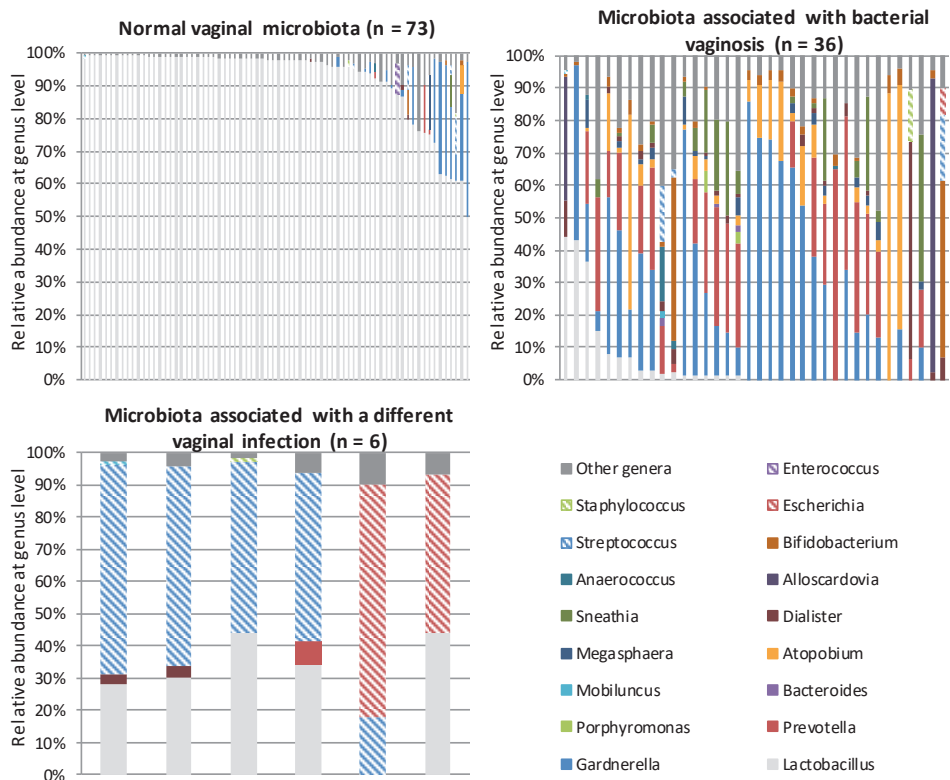 Normal vaginal microbiota (n = 73)
Relative abundance at genus level
100%
90%
80%
70%
60%
50%
40%
30%
20%
10%
0%
Microbiota associated with bacterial
vaginosis (n = 36)
Relative abundance at genus level
100%
90%
80%
70%
60%
50%
40%
30%
20%
10%
0%
Microbiota associated with a different
vaginal infection (n = 6)
Relative abundance at genus level
100%
90%
80%
70%
60%
50%
40%
30%
20%
10%
0%
Other genera
Enterococcus
Staphylococcus
Escherichia
Streptococcus
Bifidobacterium
Anaerococcus
Alloscardovia
Sneathia
Dialister
Megasphaera
Atopobium
Mobiluncus
Bacteroides
Porphyromonas
Prevotella
Gardnerella
Lactobacillus